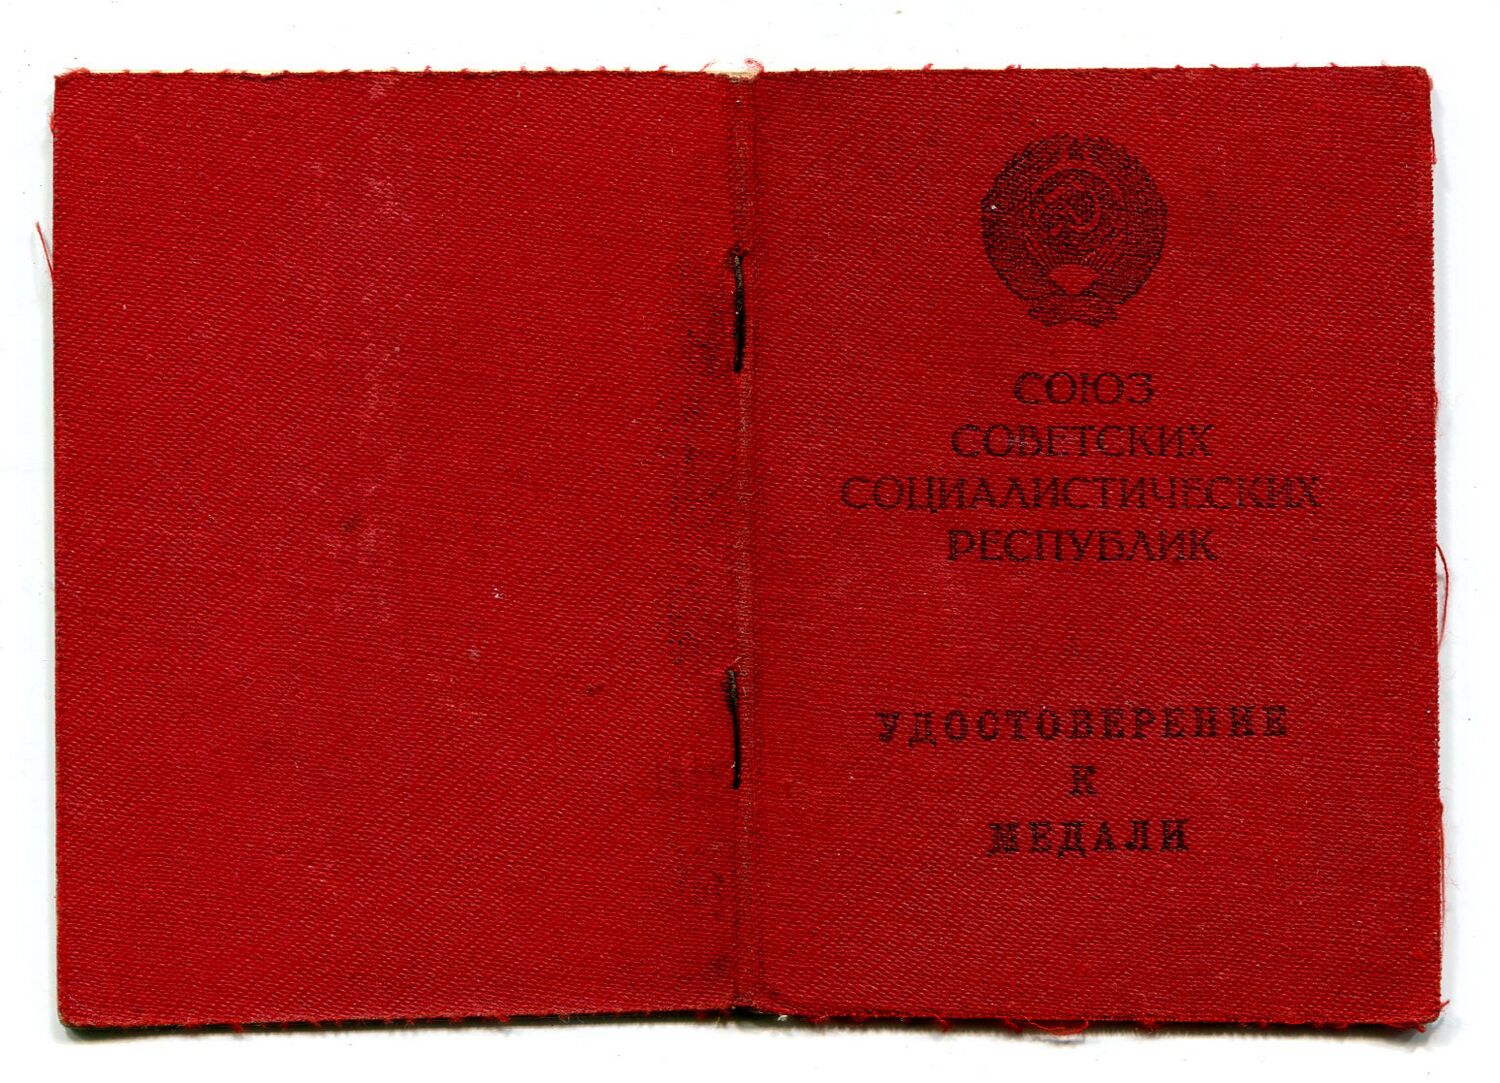 СОЮЗ
СОВЕТСКИХ
СОЦИАЛИСТИЧЕСКИХ
РЕСПУБЛИК
УДОСТОВЕРЕНИЕ
К
МЕДАЛИ